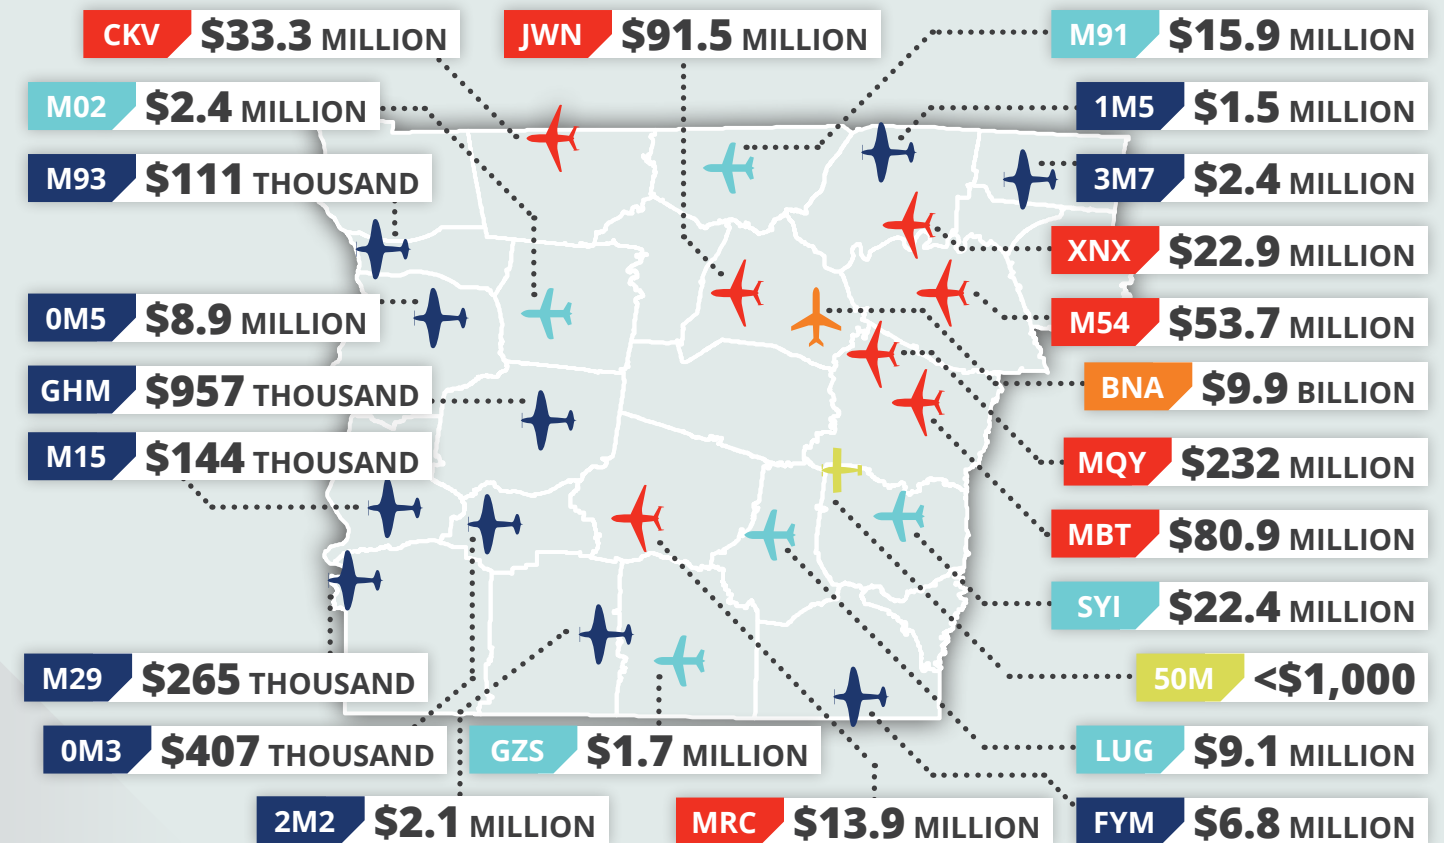 CKV $33.3 MILLION
JWN $91.5 MILLION
M91 $15.9 MILLION
M02 $2.4 MILLION
1M5 $1.5 MILLION
M93 $111 THOUSAND
3M7 $2.4 MILLION
XNX $22.9 MILLION
0M5 $8.9 MILLION
M54 $53.7 MILLION
GHM $957 THOUSAND
BNA $9.9 BILLION
M15 $144 THOUSAND
MQY $232 MILLION
MBT $80.9 MILLION
SYI $22.4 MILLION
M29 $265 THOUSAND
50M <$1,000
0M3 $407 THOUSAND
GZS $1.7 MILLION
LUG $9.1 MILLION
2M2 $2.1 MILLION
MRC $13.9 MILLION
FYM $6.8 MILLION